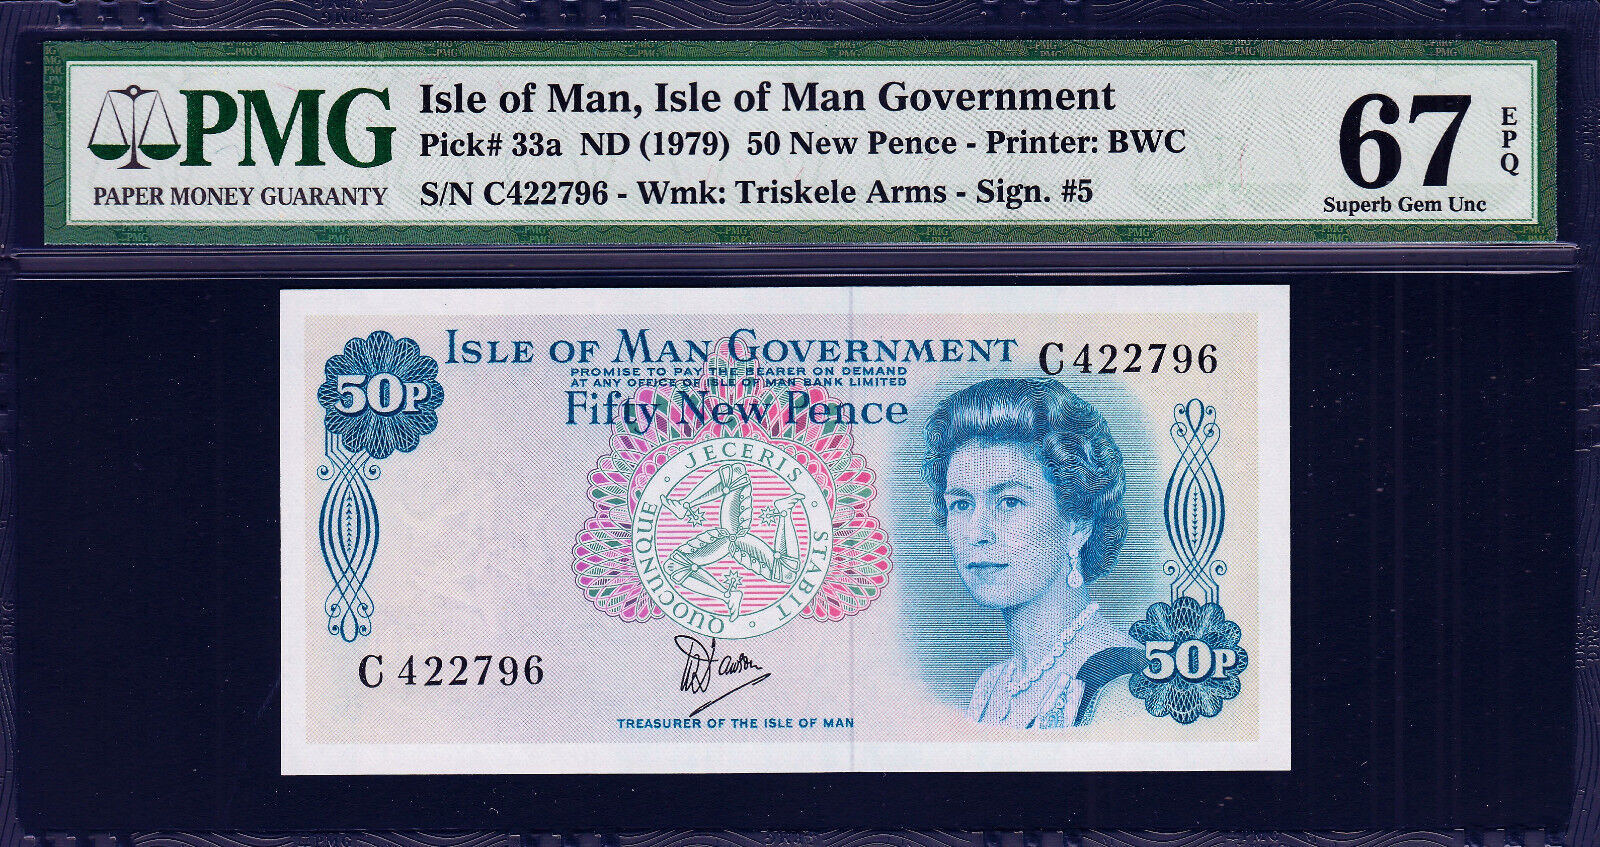 PMG
PAPER MONEY GUARANTY
Isle of Man, Isle of Man Government
Pick# 33a ND (1979) 50 New Pence - Printer: BWC
S/N C422796 - Wmk: Triskele Arms - Sign. #5
67
EPQ
Superb Gem Unc
50P
ISLE OF MAN GOVERNMENT
C 422796
PROMISE TO PAY THE BEARER ON DEMAND
AT ANY OFFICE OF ISLE OF MAN BANK LIMITED
Fifty New Pence
QUOCUNQUE · JECERIS · STABIT
C 422796
W Dawson
TREASURER OF THE ISLE OF MAN
50P